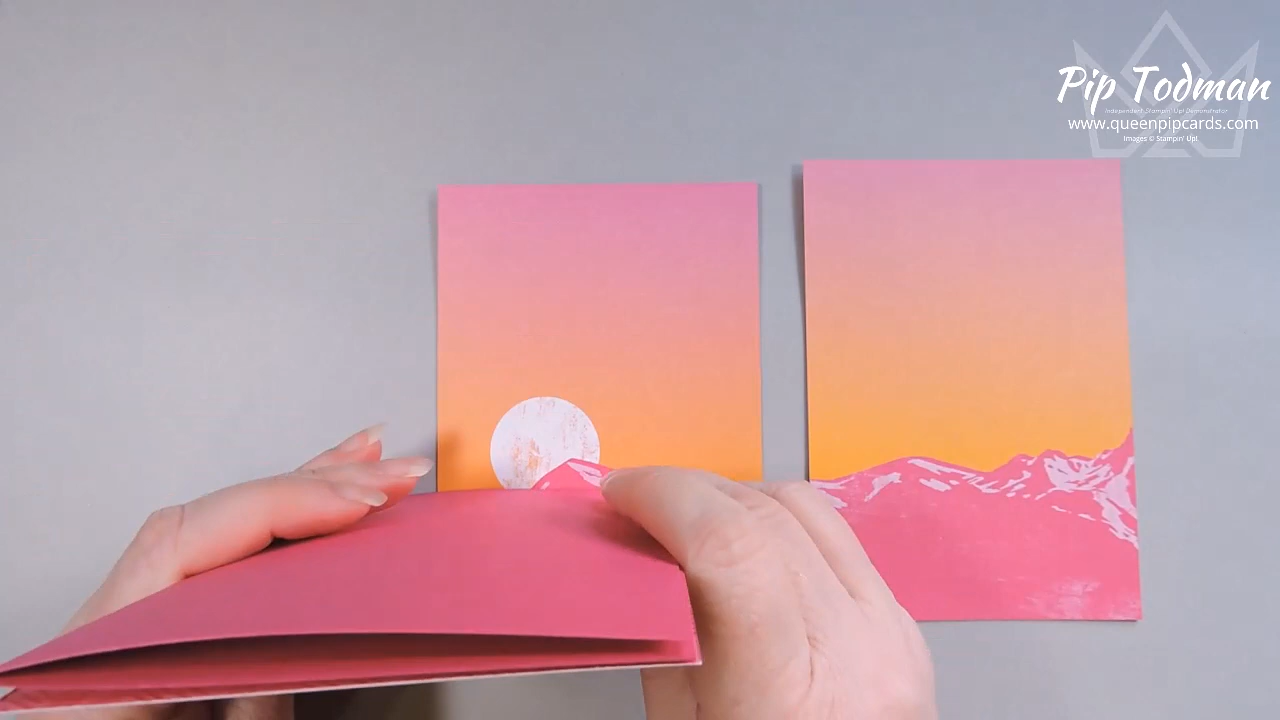 Pip Todman
Independent Stampin' Up! Demonstrator
www.queenpipcards.com
Images © Stampin' Up!